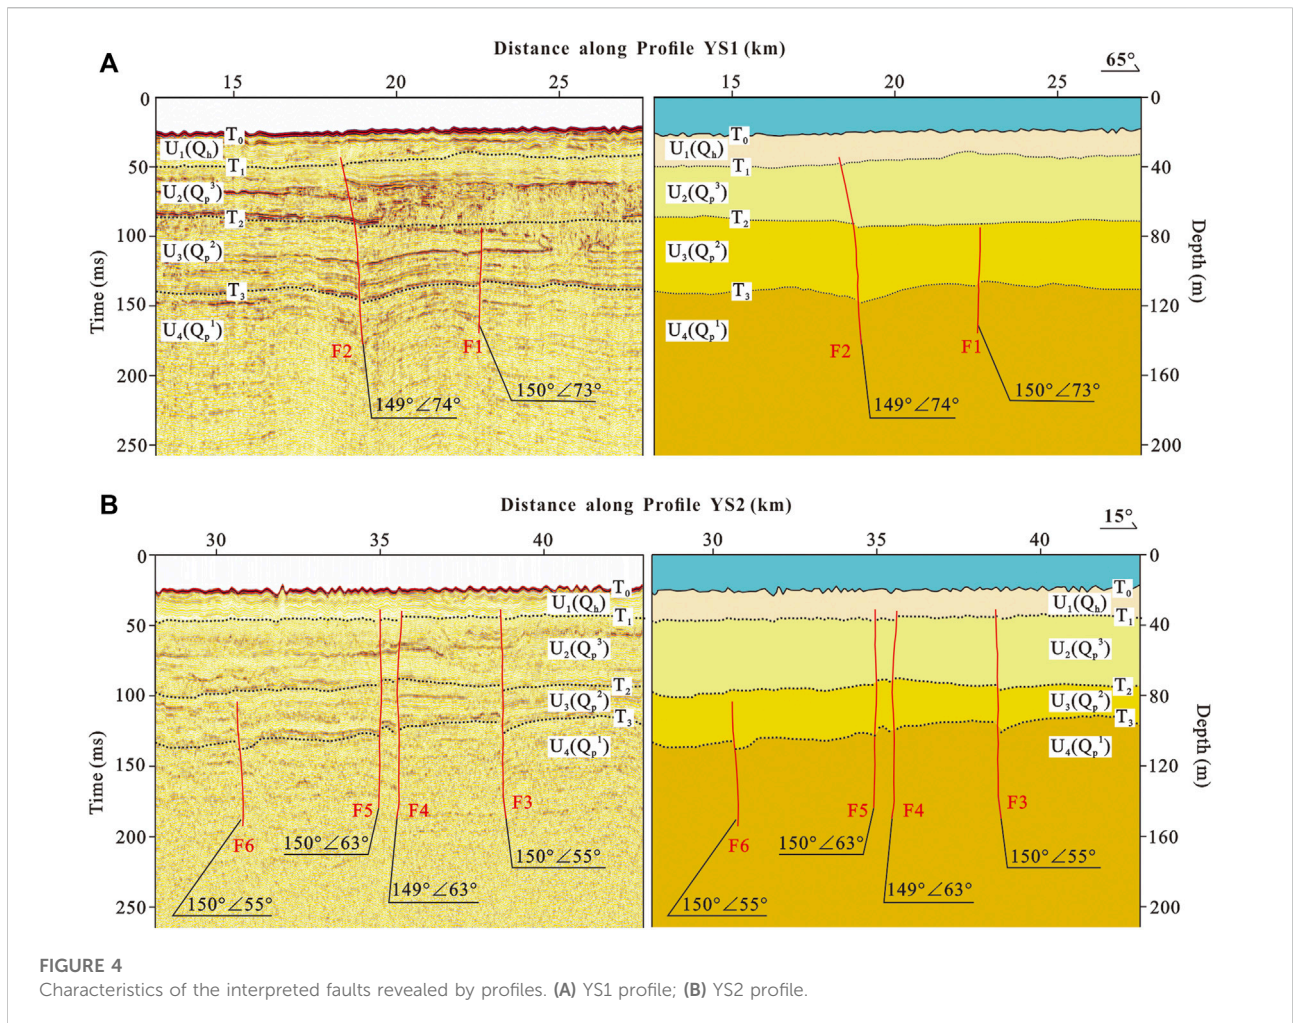 A
Distance along Profile YS1 (km)
65°
15 20 25 15 20 25
0 50 100 150 200 250
Time (ms)
T₀
U₁(Qₕ)
T₁
U₂(Qₚ³)
T₂
U₃(Qₚ²)
T₃
U₄(Qₚ¹)
F2 F1
149°∠74° 150°∠73°
T₀
U₁(Qₕ)
T₁
U₂(Qₚ³)
T₂
U₃(Qₚ²)
T₃
U₄(Qₚ¹)
F2 F1
149°∠74° 150°∠73°
0 40 80 120 160 200
Depth (m)
B
Distance along Profile YS2 (km)
15°
30 35 40 30 35 40
0 50 100 150 200 250
Time (ms)
T₀
U₁(Qₕ)
T₁
U₂(Qₚ³)
T₂
U₃(Qₚ²)
T₃
U₄(Qₚ¹)
F6 F5 F4 F3
150°∠63° 150°∠55°
149°∠63°
150°∠55°
T₀
U₁(Qₕ)
T₁
U₂(Qₚ³)
T₂
U₃(Qₚ²)
T₃
U₄(Qₚ¹)
F6 F5 F4 F3
150°∠63° 150°∠55°
149°∠63°
150°∠55°
0 40 80 120 160 200
Depth (m)
FIGURE 4
Characteristics of the interpreted faults revealed by profiles. (A) YS1 profile; (B) YS2 profile.